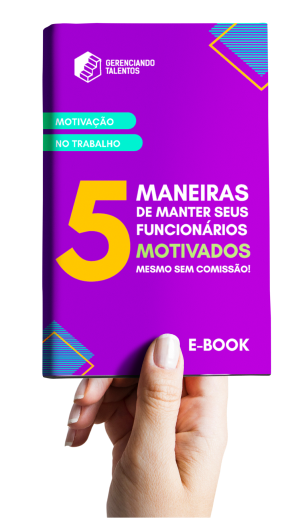 GERENCIANDO
TALENTOS
MOTIVAÇÃO
NO TRABALHO
5
MANEIRAS
DE MANTER SEUS
FUNCIONÁRIOS
MOTIVADOS
MESMO SEM COMISSÃO!
E-BOOK